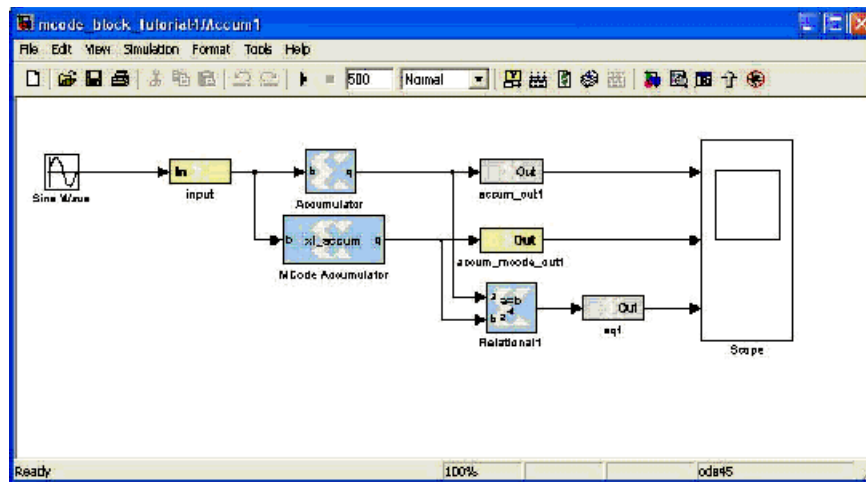 mcode_block_tutorial1/Accum1
File Edit View Simulation Format Tools Help
500 Normal
In
b q
Out
Sine Wave
input
Accumulator
accum_out1
b xl_accum q
Out
MCode Accumulator
accum_mcode_out1
a a=b
b
Out
Relational1
eq1
Scope
Ready 100% ode45